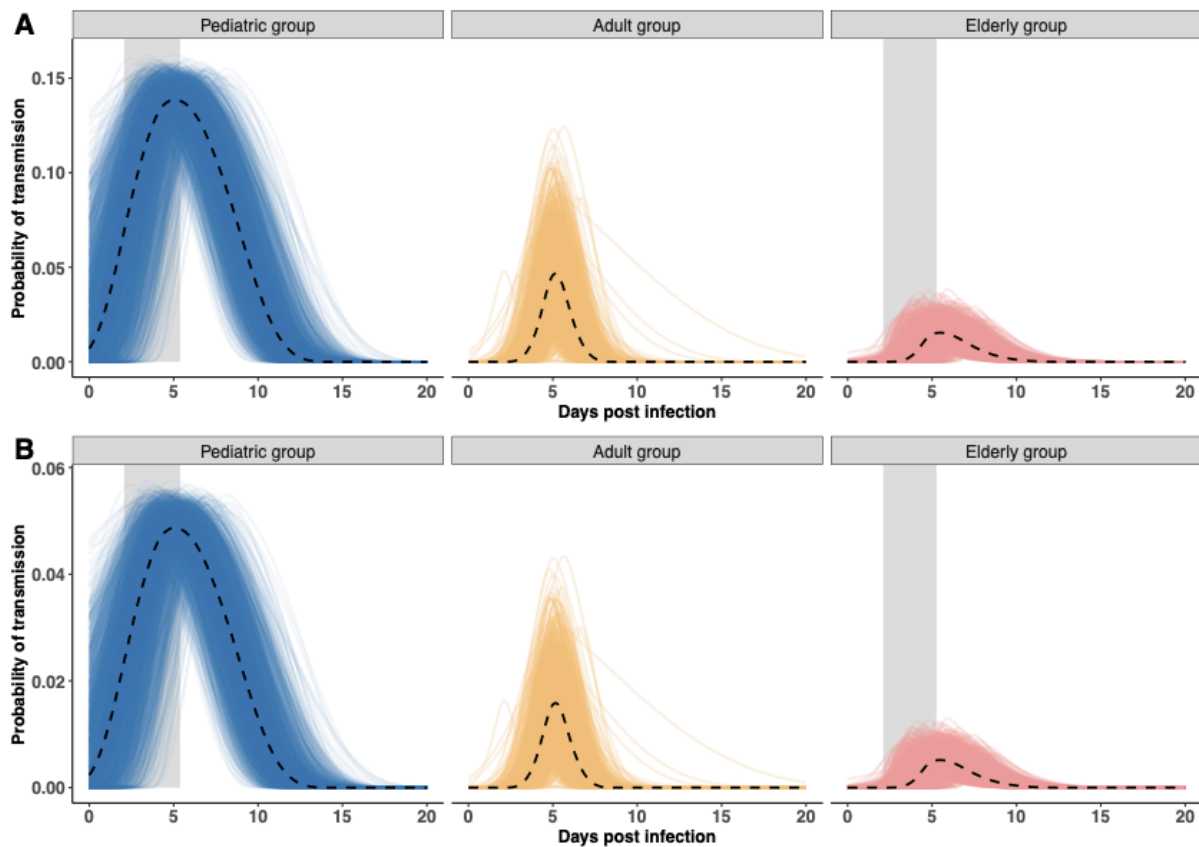 A
Pediatric group
Adult group
Elderly group
Probability of transmission
0.15
0.10
0.05
0.00
0 5 10 15 20
0 5 10 15 20
0 5 10 15 20
Days post infection
B
Pediatric group
Adult group
Elderly group
Probability of transmission
0.06
0.04
0.02
0.00
0 5 10 15 20
0 5 10 15 20
0 5 10 15 20
Days post infection